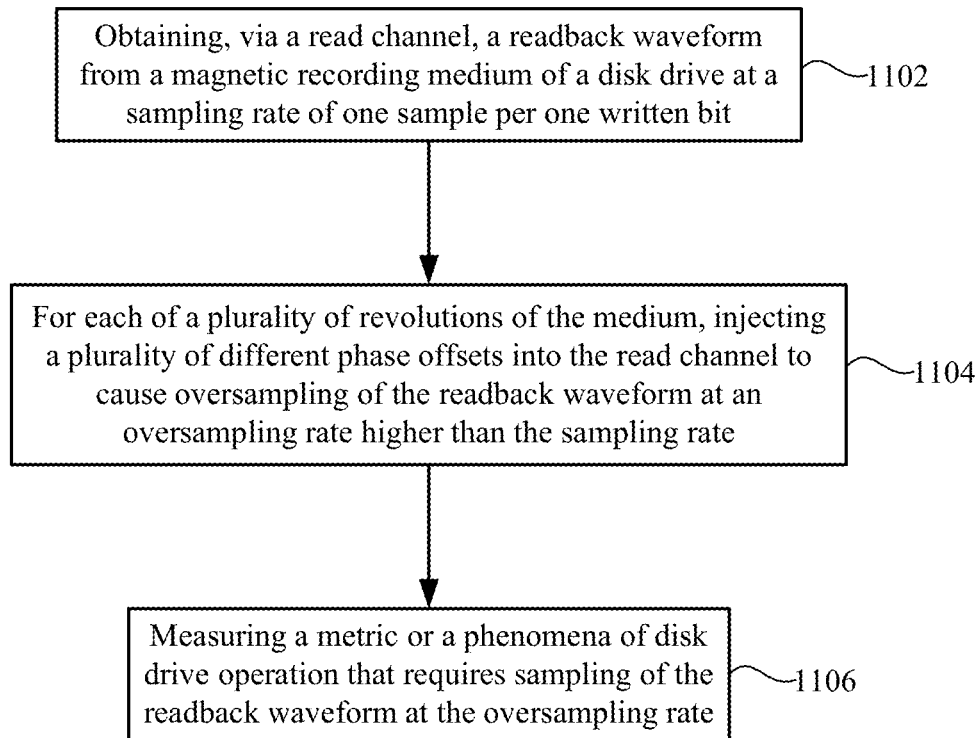 Obtaining, via a read channel, a readback waveform
from a magnetic recording medium of a disk drive at a
sampling rate of one sample per one written bit
1102
For each of a plurality of revolutions of the medium, injecting
a plurality of different phase offsets into the read channel to
cause oversampling of the readback waveform at an
oversampling rate higher than the sampling rate
1104
Measuring a metric or a phenomena of disk
drive operation that requires sampling of the
readback waveform at the oversampling rate
1106